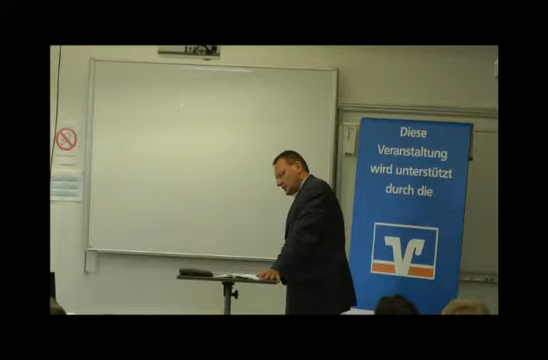 Diese
Veranstaltung
wird unterstützt
durch die